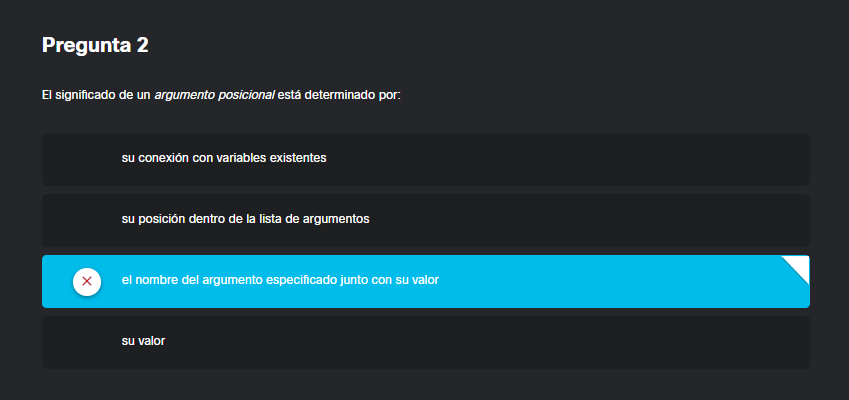 Pregunta 2
El significado de un argumento posicional está determinado por:
su conexión con variables existentes
su posición dentro de la lista de argumentos
el nombre del argumento especificado junto con su valor
su valor